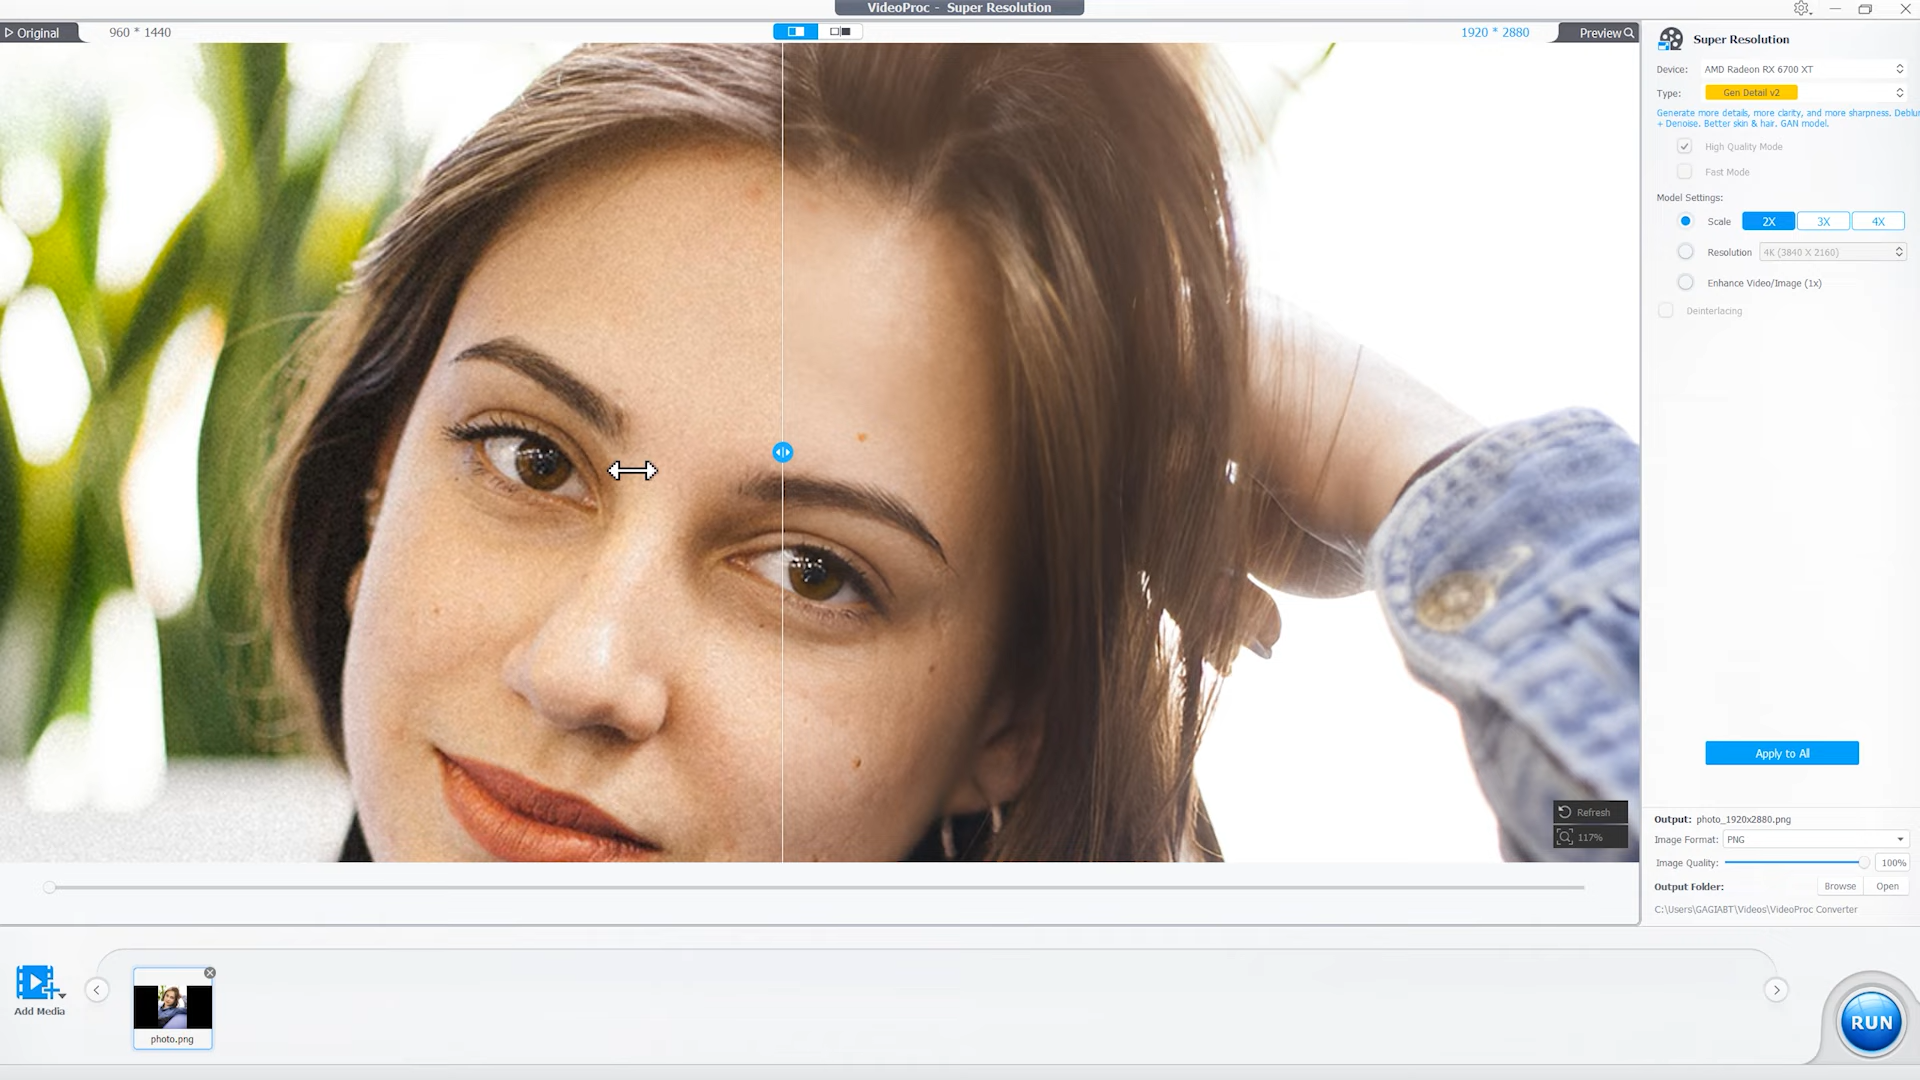 VideoProc - Super Resolution
Original
960 * 1440
1920 * 2880
Preview
Super Resolution
Device:
AMD Radeon RX 6700 XT
Type:
Gen Detail v2
Generate more details, more clarity, and more sharpness. Deblur
+ Denoise. Better skin & hair. GAN model.
High Quality Mode
Fast Mode
Model Settings:
Scale
2X
3X
4X
Resolution
4K (3840 X 2160)
Enhance Video/Image (1x)
Deinterlacing
Apply to All
Refresh
117%
Output: photo_1920x2880.png
Image Format:
PNG
Image Quality:
100%
Output Folder:
Browse
Open
C:\Users\GAGIABT\Videos\VideoProc Converter
Add Media
photo.png
RUN